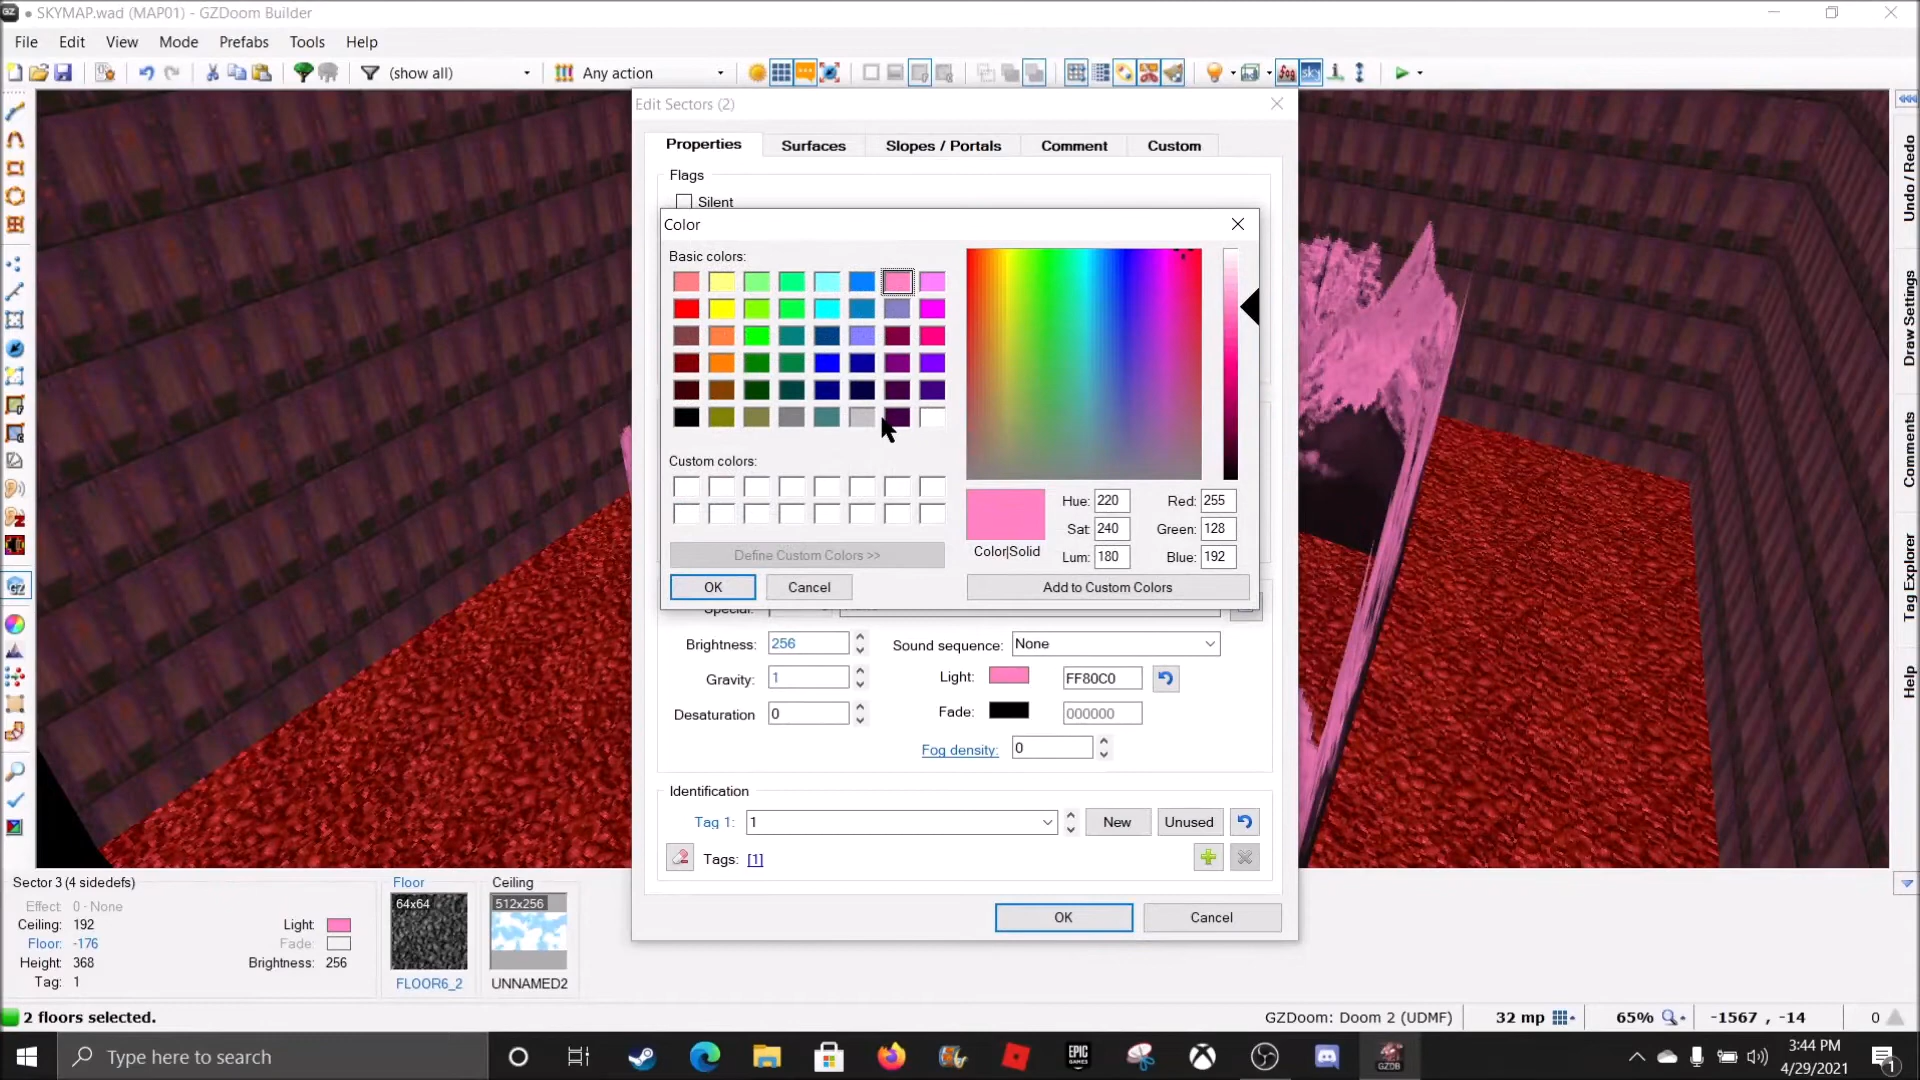 SKYMAP.wad (MAP01) - GZDoom Builder
File Edit View Mode Prefabs Tools Help
(show all) Any action
Edit Sectors (2)
Properties Surfaces Slopes / Portals Comment Custom
Flags
Silent
Color
Basic colors:
Custom colors:
Define Custom Colors >>
OK Cancel
Hue: 220 Red: 255
Sat: 240 Green: 128
Color|Solid
Lum: 180 Blue: 192
Add to Custom Colors
Special:
Brightness: 256 Sound sequence: None
Gravity: 1 Light: FF80C0
Desaturation 0 Fade: 000000
Fog density: 0
Identification
Tag 1: 1 New Unused
Tags: [1]
OK Cancel
Undo / Redo
Draw Settings
Comments
Tag Explorer
Help
Sector 3 (4 sidedefs)
Effect: 0 - None
Ceiling: 192 Light:
Floor: -176 Fade:
Height: 368 Brightness: 256
Tag: 1
Floor
64x64
FLOOR6_2
Ceiling
512x256
UNNAMED2
2 floors selected.
GZDoom: Doom 2 (UDMF) 32 mp 65% -1567 , -14 0
Type here to search
EPIC GAMES
GZDB
3:44 PM
4/29/2021
1